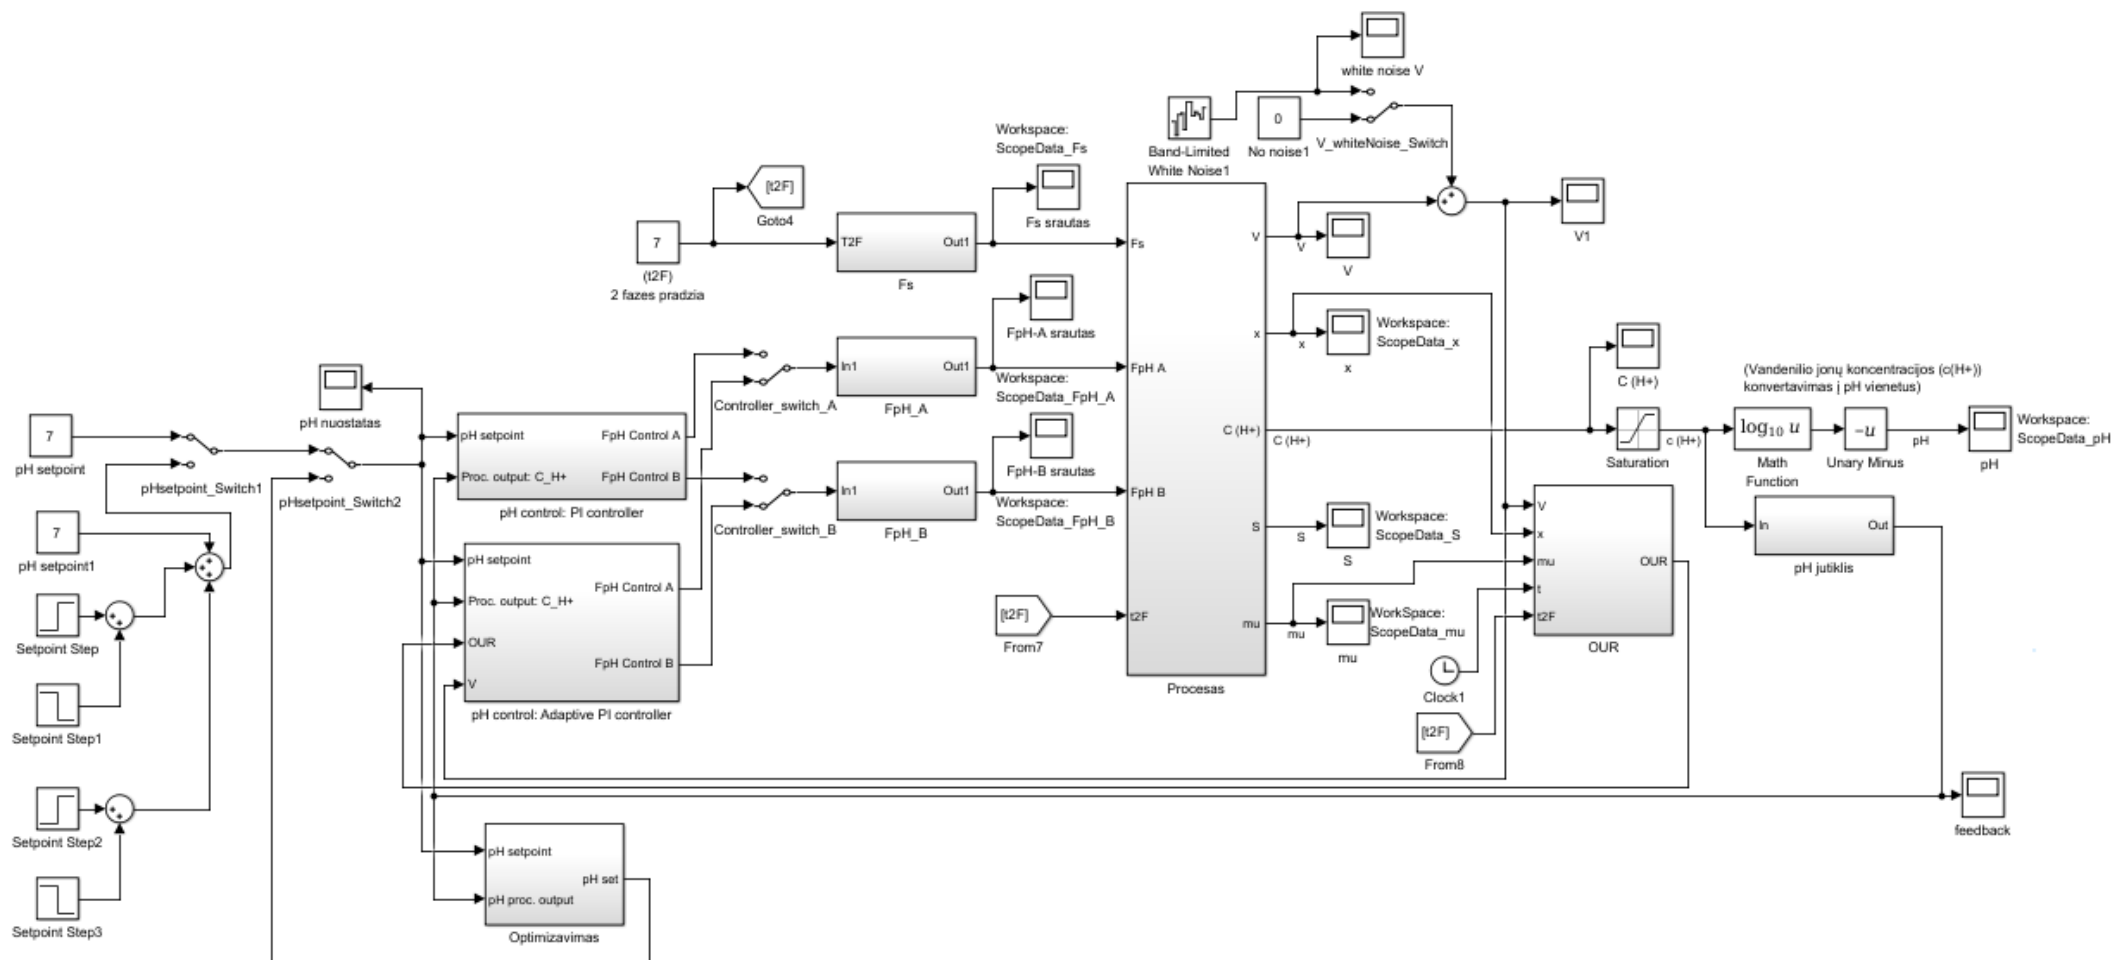 white noise V
Band-Limited
White Noise1
0
No noise1
V_whiteNoise_Switch
Workspace:
ScopeData_Fs
[t2F]
Goto4
Fs srautas
7
(t2F)
2 fazes pradzia
T2F
Out1
Fs
V1
Fs
V
V
V
FpH-A srautas
x
x
Workspace:
ScopeData_x
x
C (H+)
(Vandenilio jonų koncentracijos (c(H+))
konvertavimas į pH vienetus)
In1
Out1
FpH_A
FpH A
Workspace:
ScopeData_FpH_A
Controller_switch_A
pH nuostatas
7
pH setpoint
pHsetpoint_Switch1
pHsetpoint_Switch2
pH setpoint
FpH Control A
Proc. output: C_H+
FpH Control B
pH control: PI controller
FpH-B srautas
C (H+)
C (H+)
Saturation
c (H+)
log10 u
Math
Function
-u
Unary Minus
pH
pH
Workspace:
ScopeData_pH
In1
Out1
FpH_B
FpH B
Workspace:
ScopeData_FpH_B
Controller_switch_B
S
S
S
Workspace:
ScopeData_S
7
pH setpoint1
Setpoint Step
Setpoint Step1
Setpoint Step2
Setpoint Step3
pH setpoint
Proc. output: C_H+
OUR
V
FpH Control A
FpH Control B
pH control: Adaptive PI controller
[t2F]
From7
t2F
Procesas
mu
mu
mu
WorkSpace:
ScopeData_mu
Clock1
[t2F]
From8
V
x
mu
t
t2F
OUR
OUR
In
Out
pH jutiklis
feedback
pH setpoint
pH proc. output
pH set
Optimizavimas